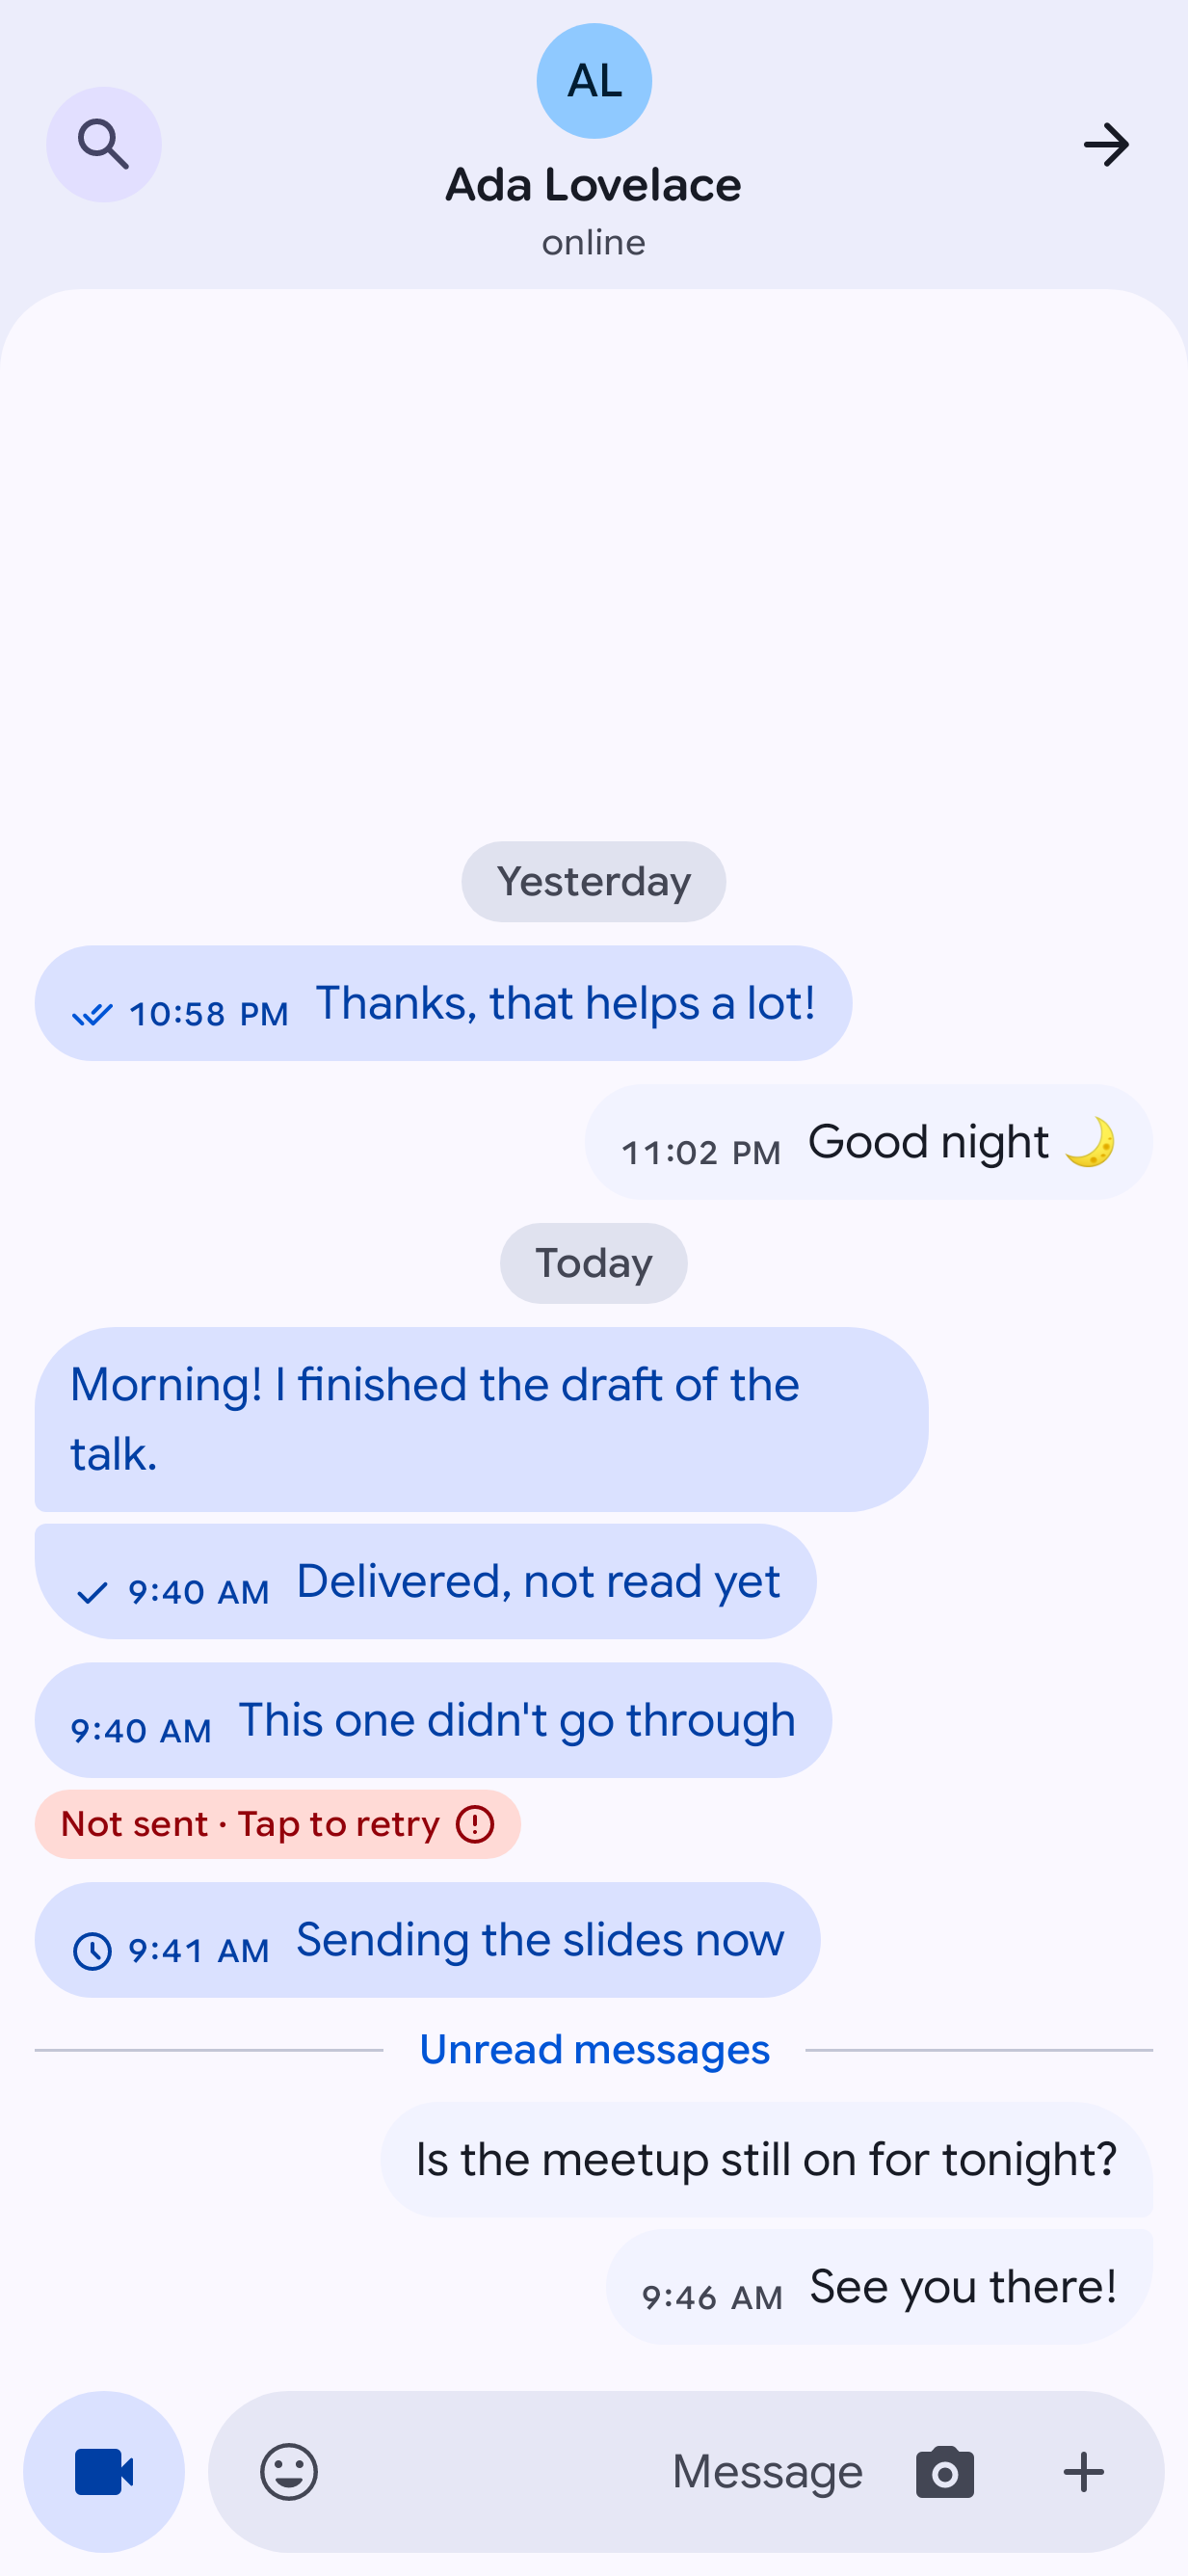 AL
Ada Lovelace
online
Yesterday
10:58 PM Thanks, that helps a lot!
11:02 PM Good night 🌙
Today
Morning! I finished the draft of the
talk.
9:40 AM Delivered, not read yet
9:40 AM This one didn't go through
Not sent · Tap to retry
9:41 AM Sending the slides now
Unread messages
Is the meetup still on for tonight?
9:46 AM See you there!
Message